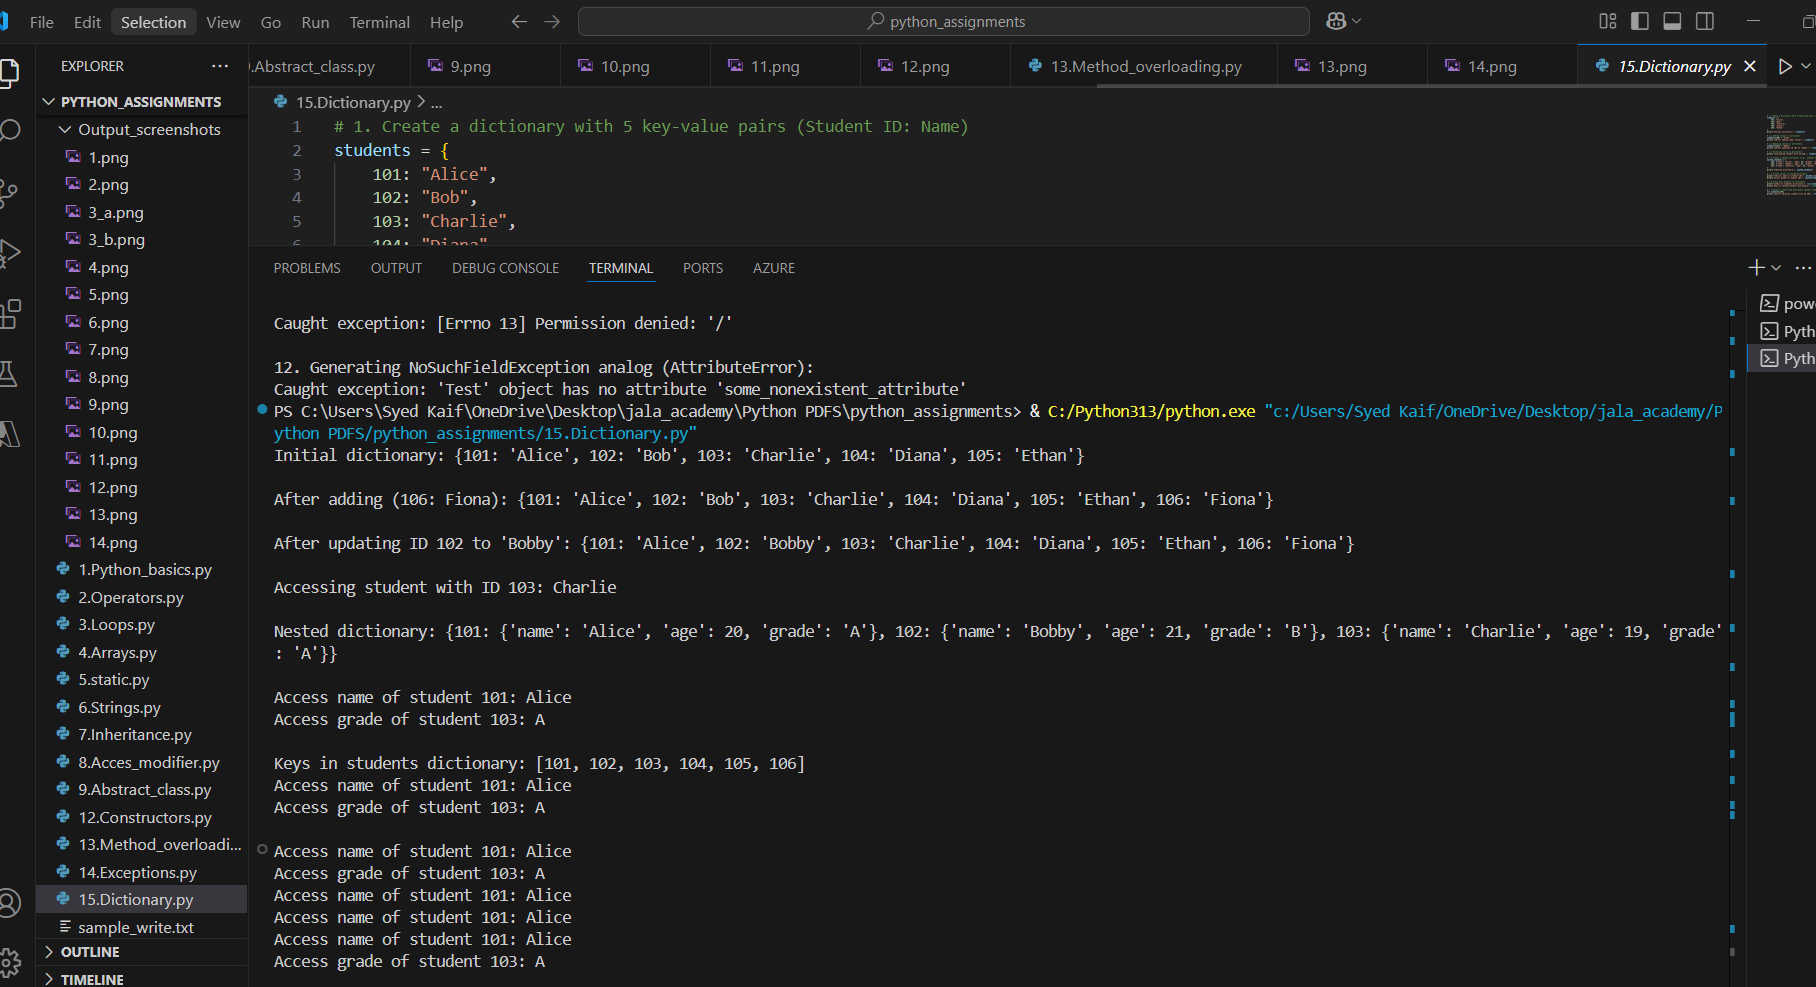 File Edit Selection View Go Run Terminal Help
python_assignments
EXPLORER
PYTHON_ASSIGNMENTS
Output_screenshots
1.png
2.png
3_a.png
3_b.png
4.png
5.png
6.png
7.png
8.png
9.png
10.png
11.png
12.png
13.png
14.png
1.Python_basics.py
2.Operators.py
3.Loops.py
4.Arrays.py
5.static.py
6.Strings.py
7.Inheritance.py
8.Acces_modifier.py
9.Abstract_class.py
12.Constructors.py
13.Method_overloadi...
14.Exceptions.py
15.Dictionary.py
sample_write.txt
OUTLINE
TIMELINE
.Abstract_class.py 9.png 10.png 11.png 12.png 13.Method_overloading.py 13.png 14.png 15.Dictionary.py
15.Dictionary.py > ...
1 # 1. Create a dictionary with 5 key-value pairs (Student ID: Name)
2 students = {
3 101: "Alice",
4 102: "Bob",
5 103: "Charlie",
6 104: "Diana"
PROBLEMS OUTPUT DEBUG CONSOLE TERMINAL PORTS AZURE
Caught exception: [Errno 13] Permission denied: '/'
12. Generating NoSuchFieldException analog (AttributeError):
Caught exception: 'Test' object has no attribute 'some_nonexistent_attribute'
PS C:\Users\Syed Kaif\OneDrive\Desktop\jala_academy\Python PDFS\python_assignments> & C:/Python313/python.exe "c:/Users/Syed Kaif/OneDrive/Desktop/jala_academy/P
ython PDFS/python_assignments/15.Dictionary.py"
Initial dictionary: {101: 'Alice', 102: 'Bob', 103: 'Charlie', 104: 'Diana', 105: 'Ethan'}
After adding (106: Fiona): {101: 'Alice', 102: 'Bob', 103: 'Charlie', 104: 'Diana', 105: 'Ethan', 106: 'Fiona'}
After updating ID 102 to 'Bobby': {101: 'Alice', 102: 'Bobby', 103: 'Charlie', 104: 'Diana', 105: 'Ethan', 106: 'Fiona'}
Accessing student with ID 103: Charlie
Nested dictionary: {101: {'name': 'Alice', 'age': 20, 'grade': 'A'}, 102: {'name': 'Bobby', 'age': 21, 'grade': 'B'}, 103: {'name': 'Charlie', 'age': 19, 'grade'
: 'A'}}
Access name of student 101: Alice
Access grade of student 103: A
Keys in students dictionary: [101, 102, 103, 104, 105, 106]
Access name of student 101: Alice
Access grade of student 103: A
Access name of student 101: Alice
Access grade of student 103: A
Access name of student 101: Alice
Access name of student 101: Alice
Access name of student 101: Alice
Access grade of student 103: A
pow
Pyth
Pyth